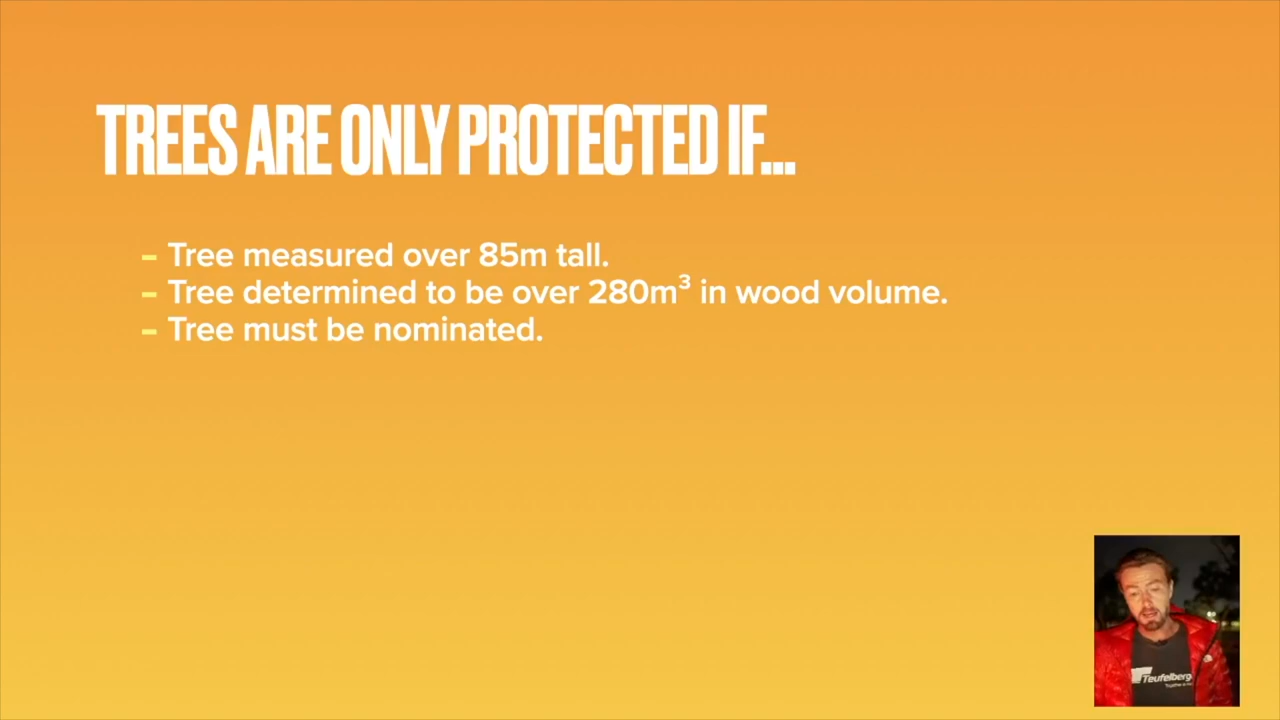 TREES ARE ONLY PROTECTED IF...
– Tree measured over 85m tall.
– Tree determined to be over 280m³ in wood volume.
– Tree must be nominated.
Teufelberg